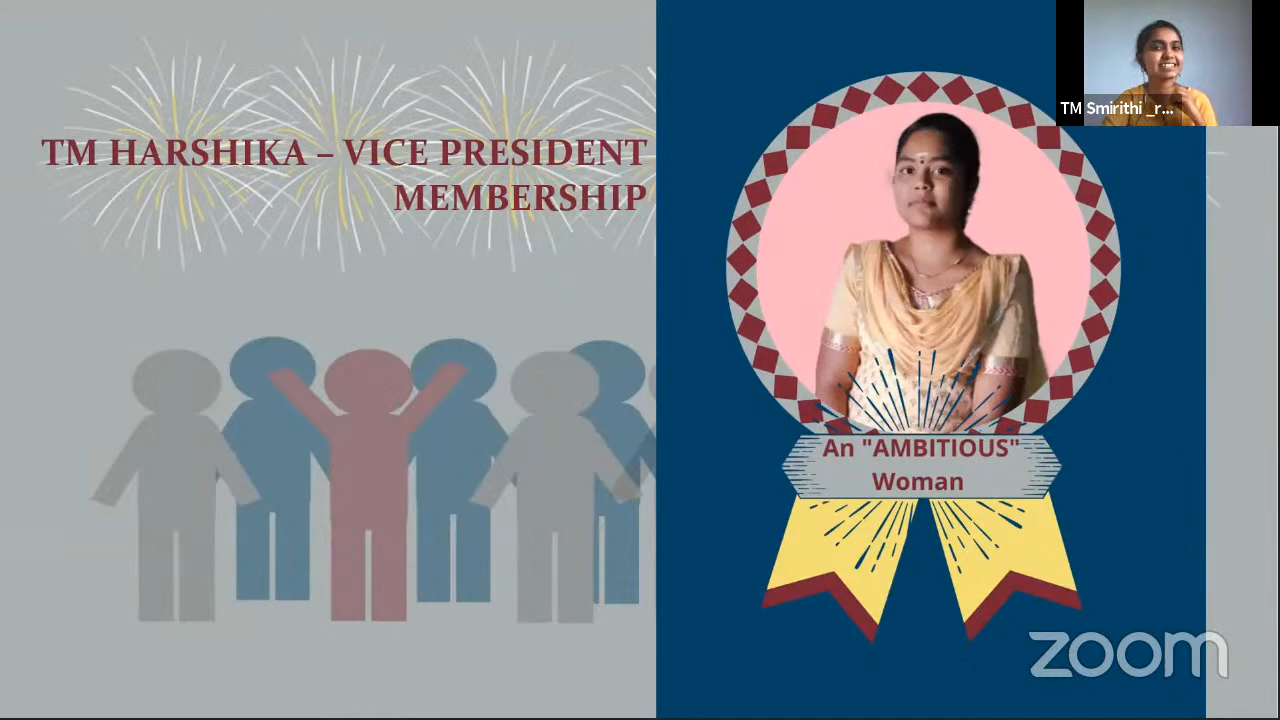 TM HARSHIKA – VICE PRESIDENT
MEMBERSHIP
TM Smirithi _r...
An "AMBITIOUS"
Woman
zoom